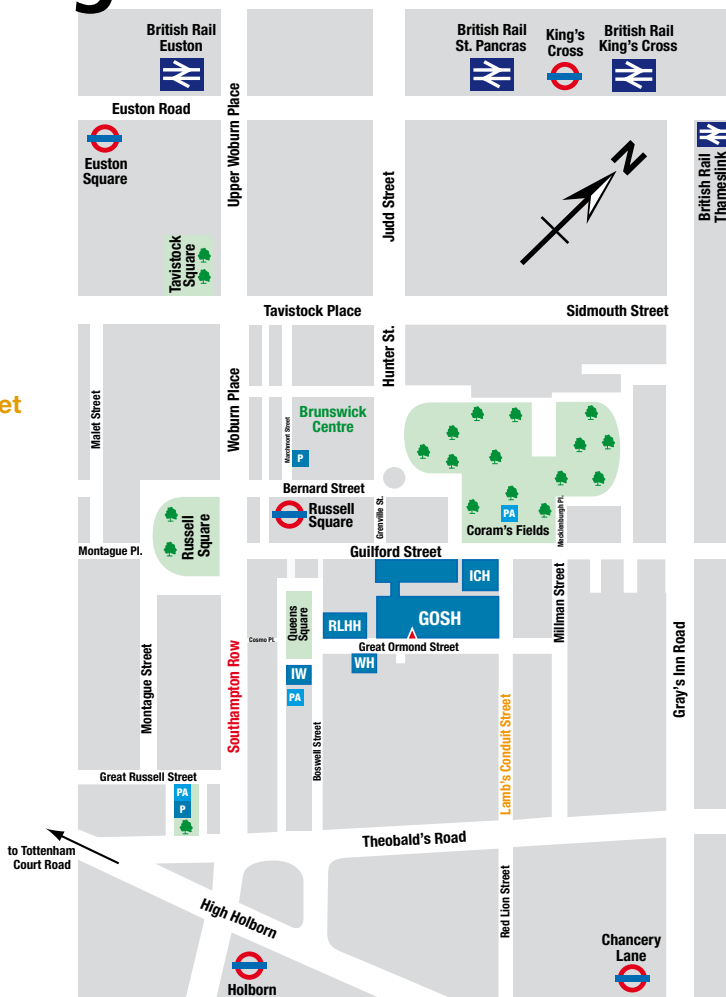 British Rail
Euston
British Rail
St. Pancras
King's
Cross
British Rail
King's Cross
Euston Road
Euston
Square
Upper Woburn Place
Judd Street
N
British Rail
Thameslink
Tavistock
Square
Tavistock Place
Sidmouth Street
Hunter St.
et
Malet Street
Woburn Place
Marchmont Street
Brunswick
Centre
P
Bernard Street
Russell
Square
Russell
Square
Grenville St.
PA
Coram's Fields
Mecklenburgh Pl.
Montague Pl.
Guilford Street
ICH
GOSH
RLHH
Queens
Square
Cosmo Pl.
Great Ormond Street
WH
IW
PA
Millman Street
Gray's Inn Road
Montague Street
Southampton Row
Boswell Street
Lamb's Conduit Street
Great Russell Street
PA
P
Theobald's Road
to Tottenham
Court Road
High Holborn
Red Lion Street
Holborn
Chancery
Lane